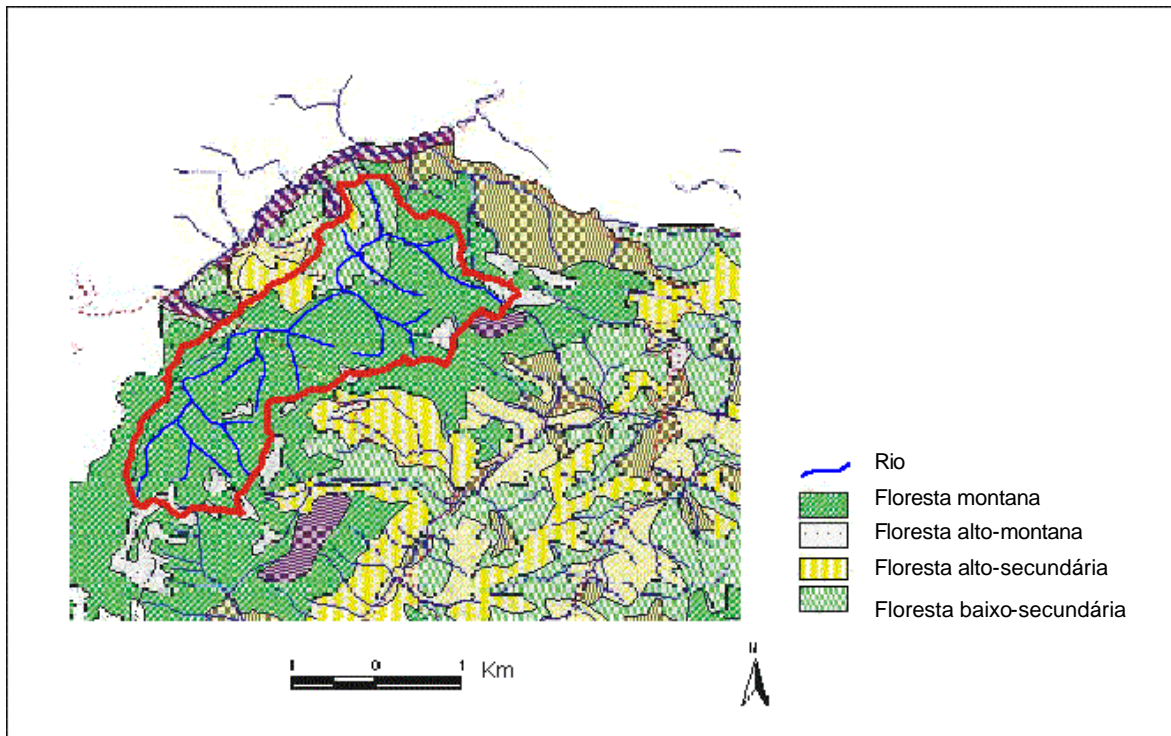 Rio
Floresta montana
Floresta alto-montana
Floresta alto-secundária
Floresta baixo-secundária
1 0 1 Km
N